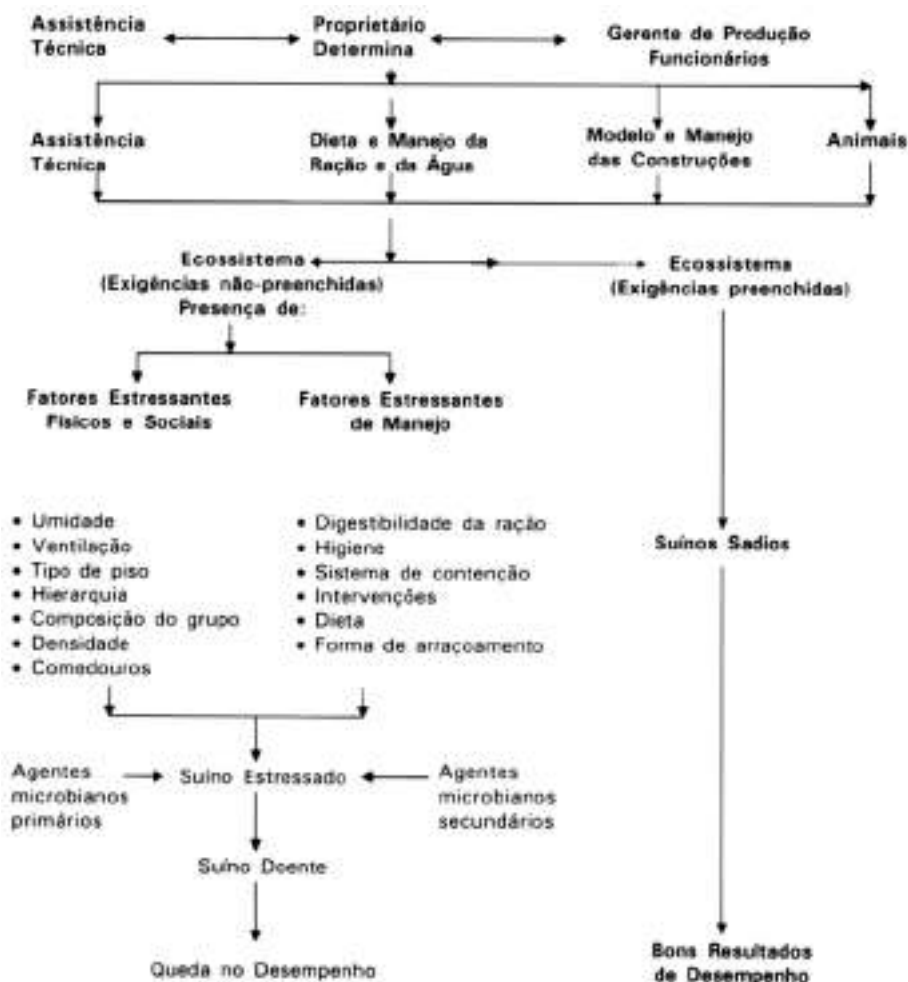 Assistência
Técnica
Proprietário
Determina
Gerente de Produção
Funcionários
Assistência
Técnica
Dieta e Manejo da
Ração e da Água
Modelo e Manejo
das Construções
Animais
Ecossistema
(Exigências não-preenchidas)
Presença de:
Ecossistema
(Exigências preenchidas)
Fatores Estressantes
Físicos e Sociais
Fatores Estressantes
de Manejo
• Umidade
• Ventilação
• Tipo de piso
• Hierarquia
• Composição do grupo
• Densidade
• Comedouros
• Digestibilidade da ração
• Higiene
• Sistema de contenção
• Intervenções
• Dieta
• Forma de arraçoamento
Suínos Sadios
Agentes
microbianos
primários
Suíno Estressado
Agentes
microbianos
secundários
Suíno Doente
Queda no Desempenho
Bons Resultados
de Desempenho